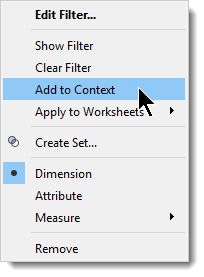 Edit Filter...
Show Filter
Clear Filter
Add to Context
Apply to Worksheets
Create Set...
Dimension
Attribute
Measure
Remove